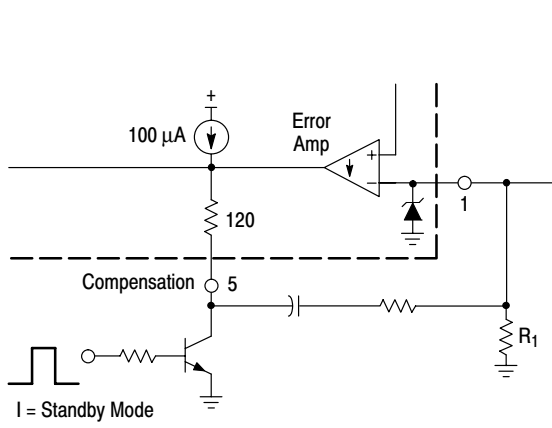 +
100 μA
Error
Amp
+
−
1
120
Compensation
5
R1
I = Standby Mode